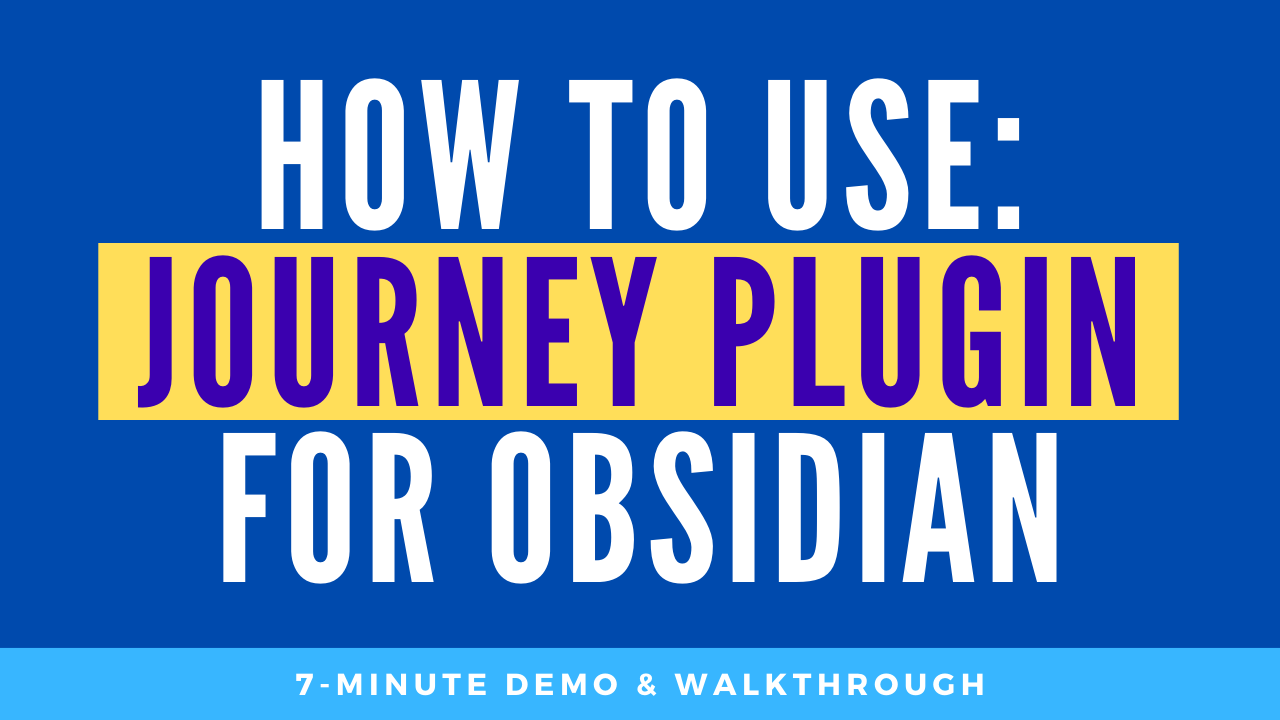 HOW TO USE:
JOURNEY PLUGIN
FOR OBSIDIAN
7-MINUTE DEMO & WALKTHROUGH